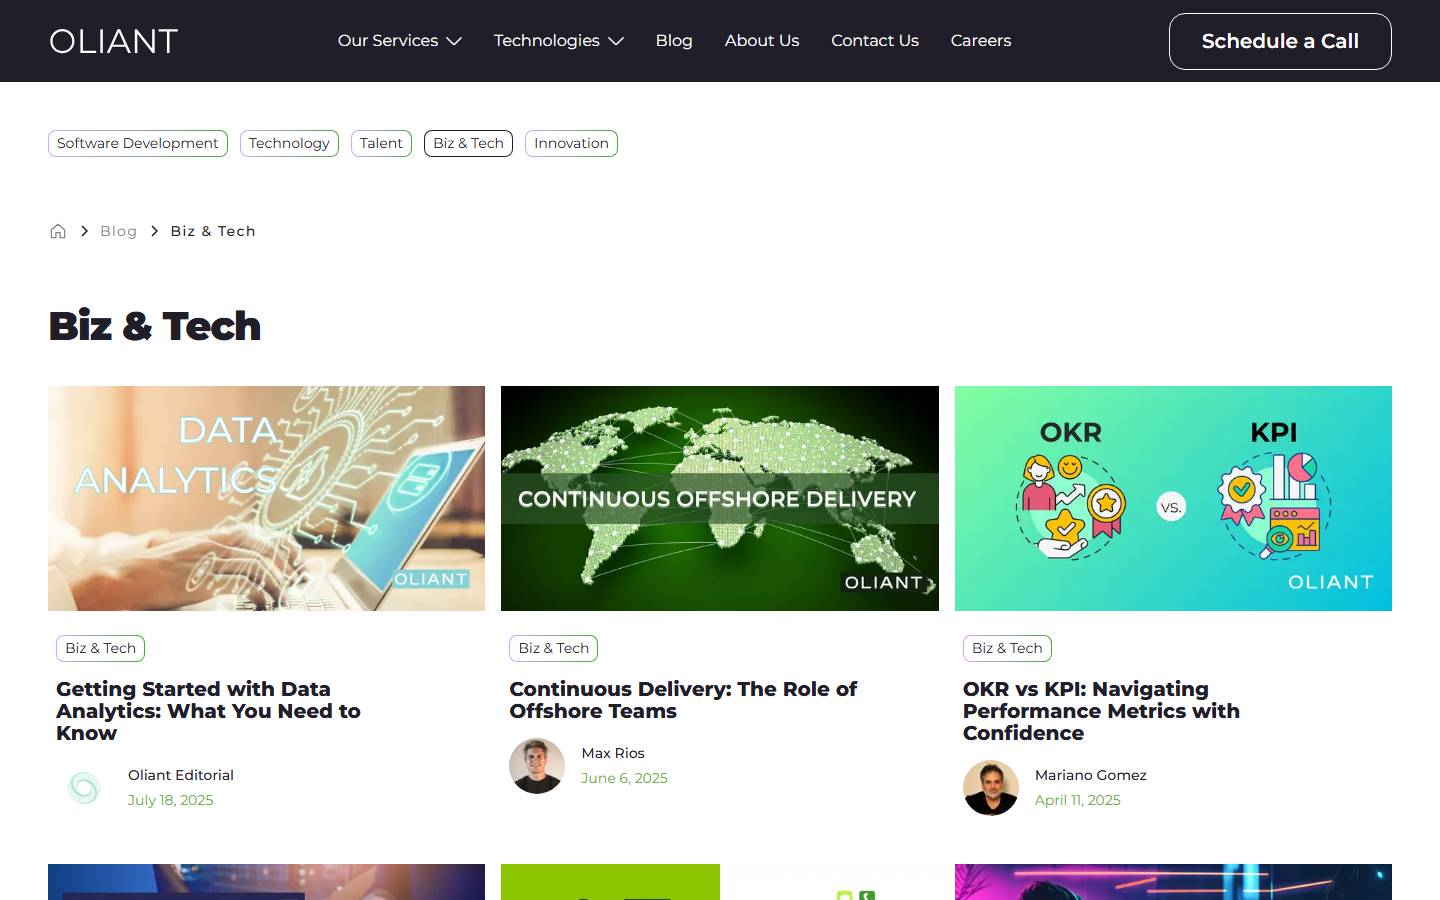 OLIANT
Our Services
Technologies
Blog
About Us
Contact Us
Careers
Schedule a Call
Software Development
Technology
Talent
Biz & Tech
Innovation
Blog
Biz & Tech
Biz & Tech
DATA
ANALYTICS
OLIANT
CONTINUOUS OFFSHORE DELIVERY
OLIANT
OKR
KPI
VS.
OLIANT
Biz & Tech
Getting Started with Data
Analytics: What You Need to
Know
Oliant Editorial
July 18, 2025
Biz & Tech
Continuous Delivery: The Role of
Offshore Teams
Max Rios
June 6, 2025
Biz & Tech
OKR vs KPI: Navigating
Performance Metrics with
Confidence
Mariano Gomez
April 11, 2025